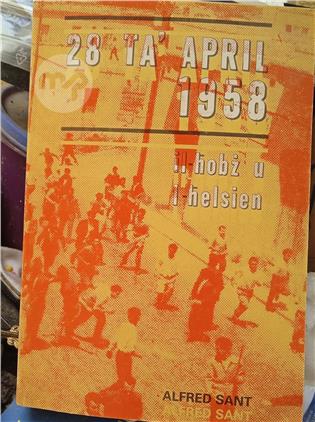 28 TA' APRIL
1958
il-ħobż u
l-ħelsien
ALFRED SANT
ALFRED SANT